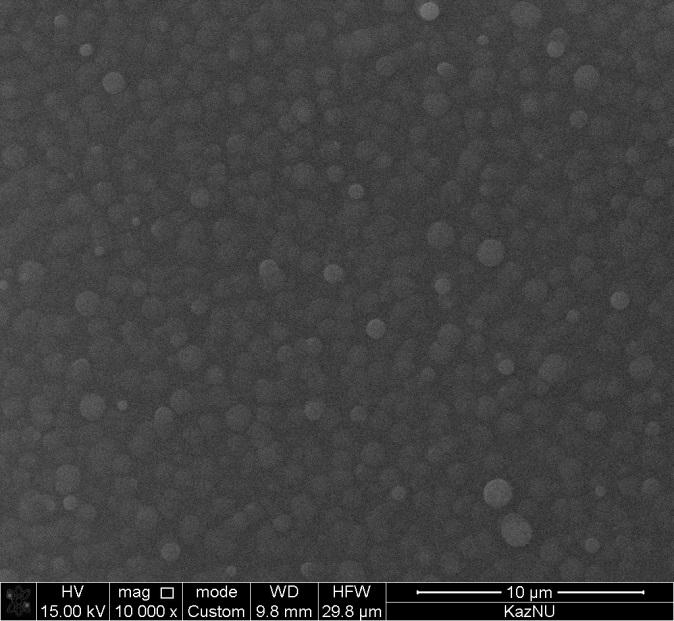 HV mag mode WD HFW 10 µm
15.00 kV 10 000 x Custom 9.8 mm 29.8 µm KazNU